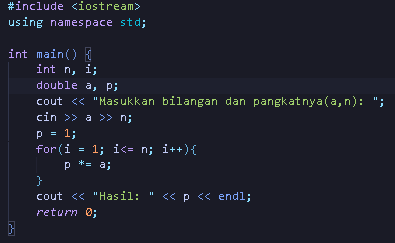 #include <iostream>
using namespace std;

int main() {
    int n, i;
    double a, p;
    cout << "Masukkan bilangan dan pangkatnya(a,n): ";
    cin >> a >> n;
    p = 1;
    for(i = 1; i<= n; i++){
        p *= a;
    }
    cout << "Hasil: " << p << endl;
    return 0;
}